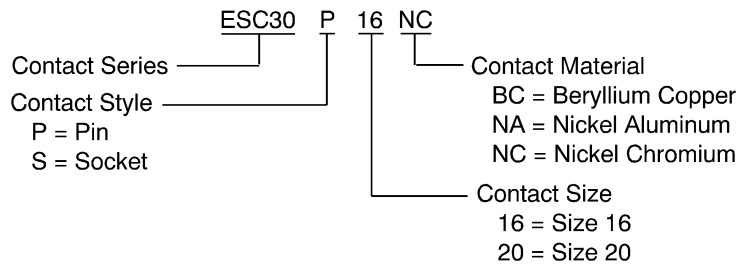 ESC30 P 16 NC
Contact Series
Contact Style
P = Pin
S = Socket
Contact Material
BC = Beryllium Copper
NA = Nickel Aluminum
NC = Nickel Chromium
Contact Size
16 = Size 16
20 = Size 20